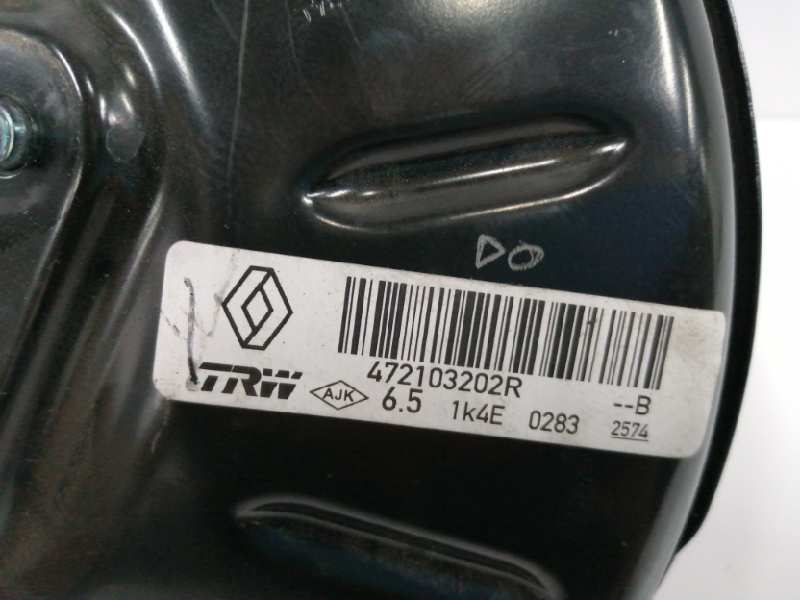 DO
472103202R
TRW AJK 6.5 1k4E 0283 --B
2574